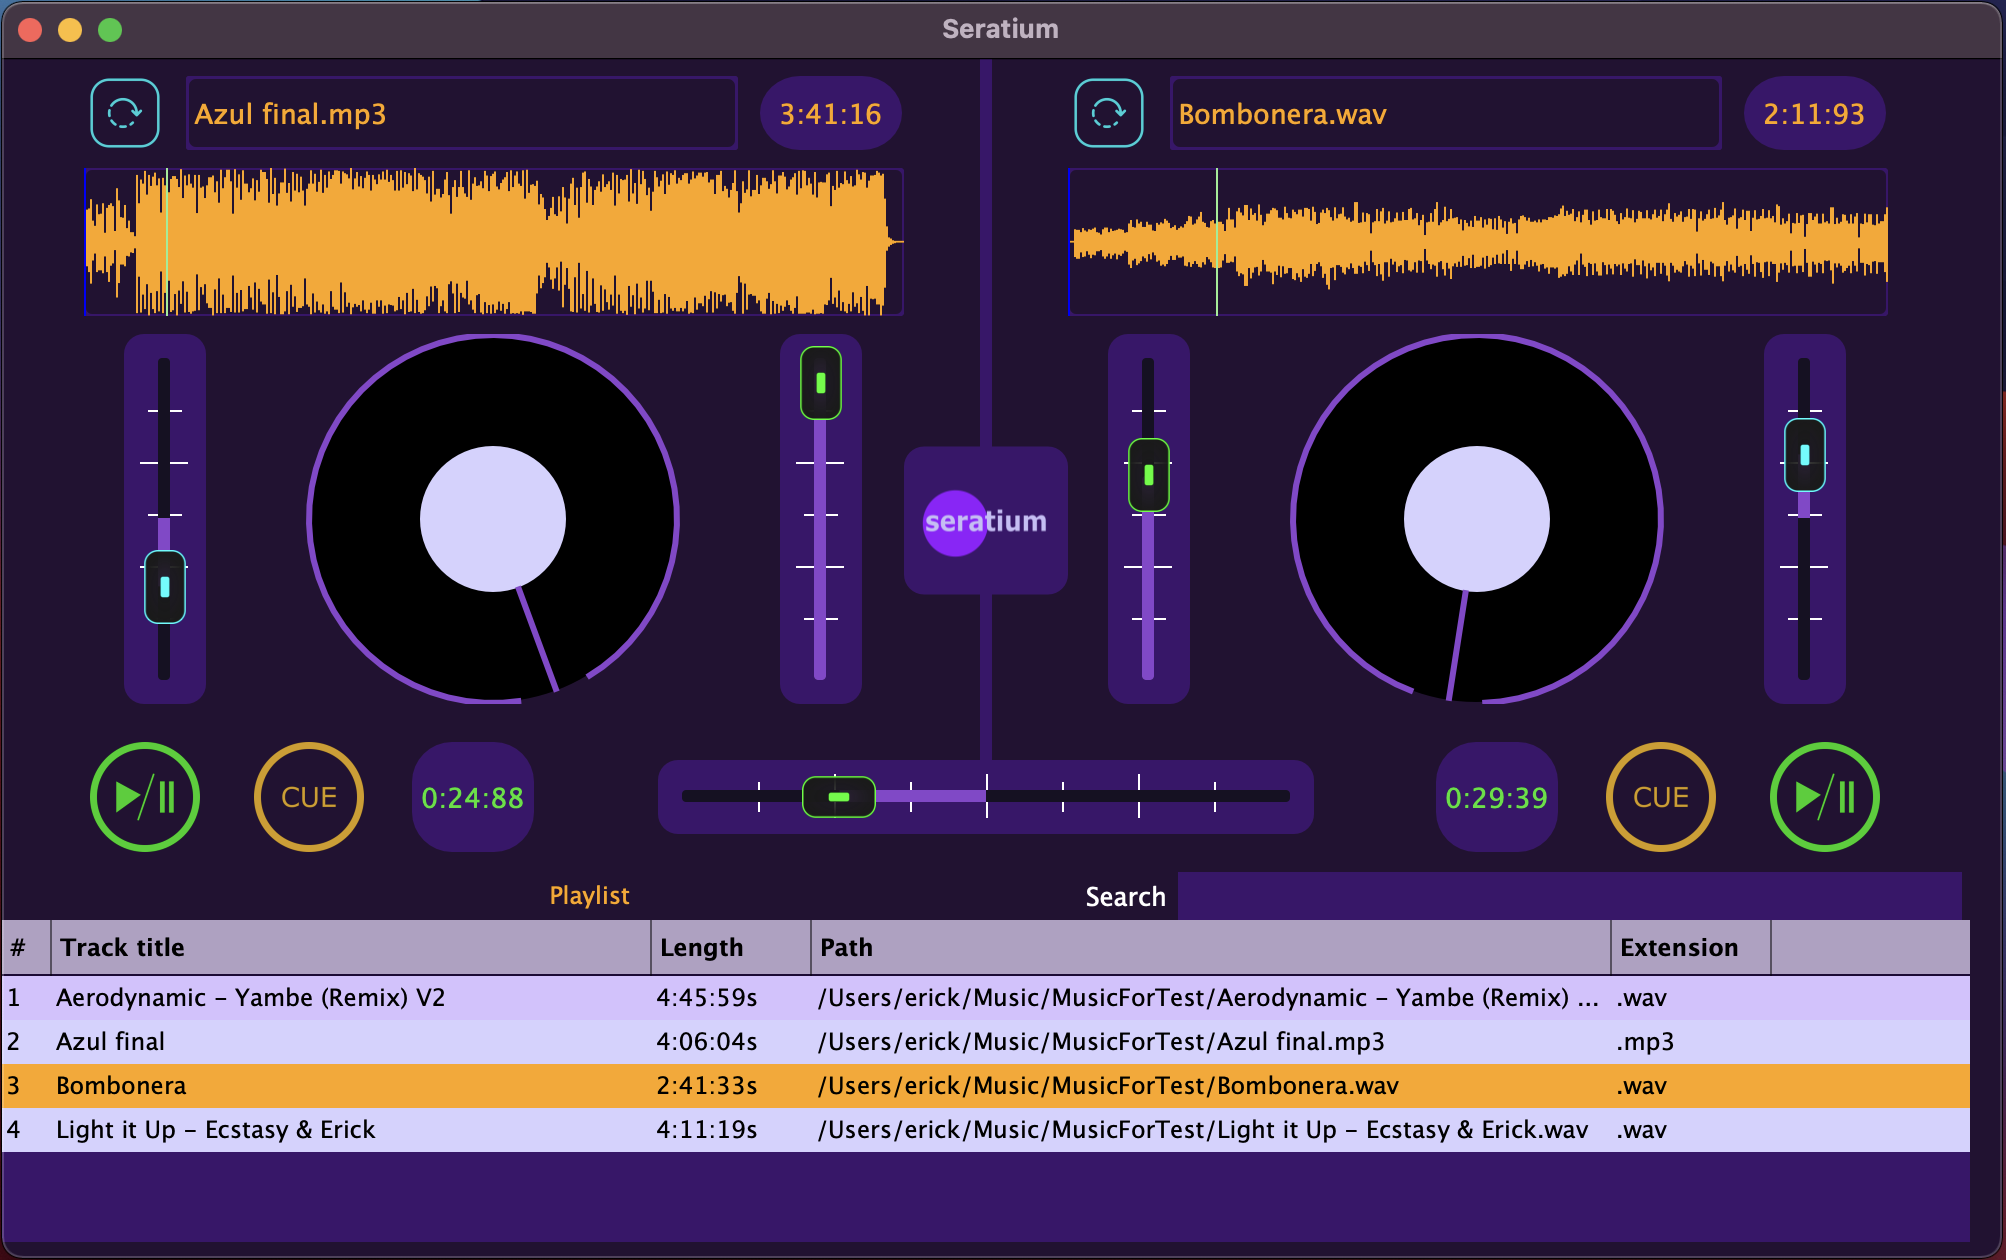 Seratium
Azul final.mp3 3:41:16 Bombonera.wav 2:11:93
seratium
CUE 0:24:88 0:29:39 CUE
Playlist Search
# Track title Length Path Extension
1 Aerodynamic – Yambe (Remix) V2 4:45:59s /Users/erick/Music/MusicForTest/Aerodynamic – Yambe (Remix) ... .wav
2 Azul final 4:06:04s /Users/erick/Music/MusicForTest/Azul final.mp3 .mp3
3 Bombonera 2:41:33s /Users/erick/Music/MusicForTest/Bombonera.wav .wav
4 Light it Up – Ecstasy & Erick 4:11:19s /Users/erick/Music/MusicForTest/Light it Up – Ecstasy & Erick.wav .wav